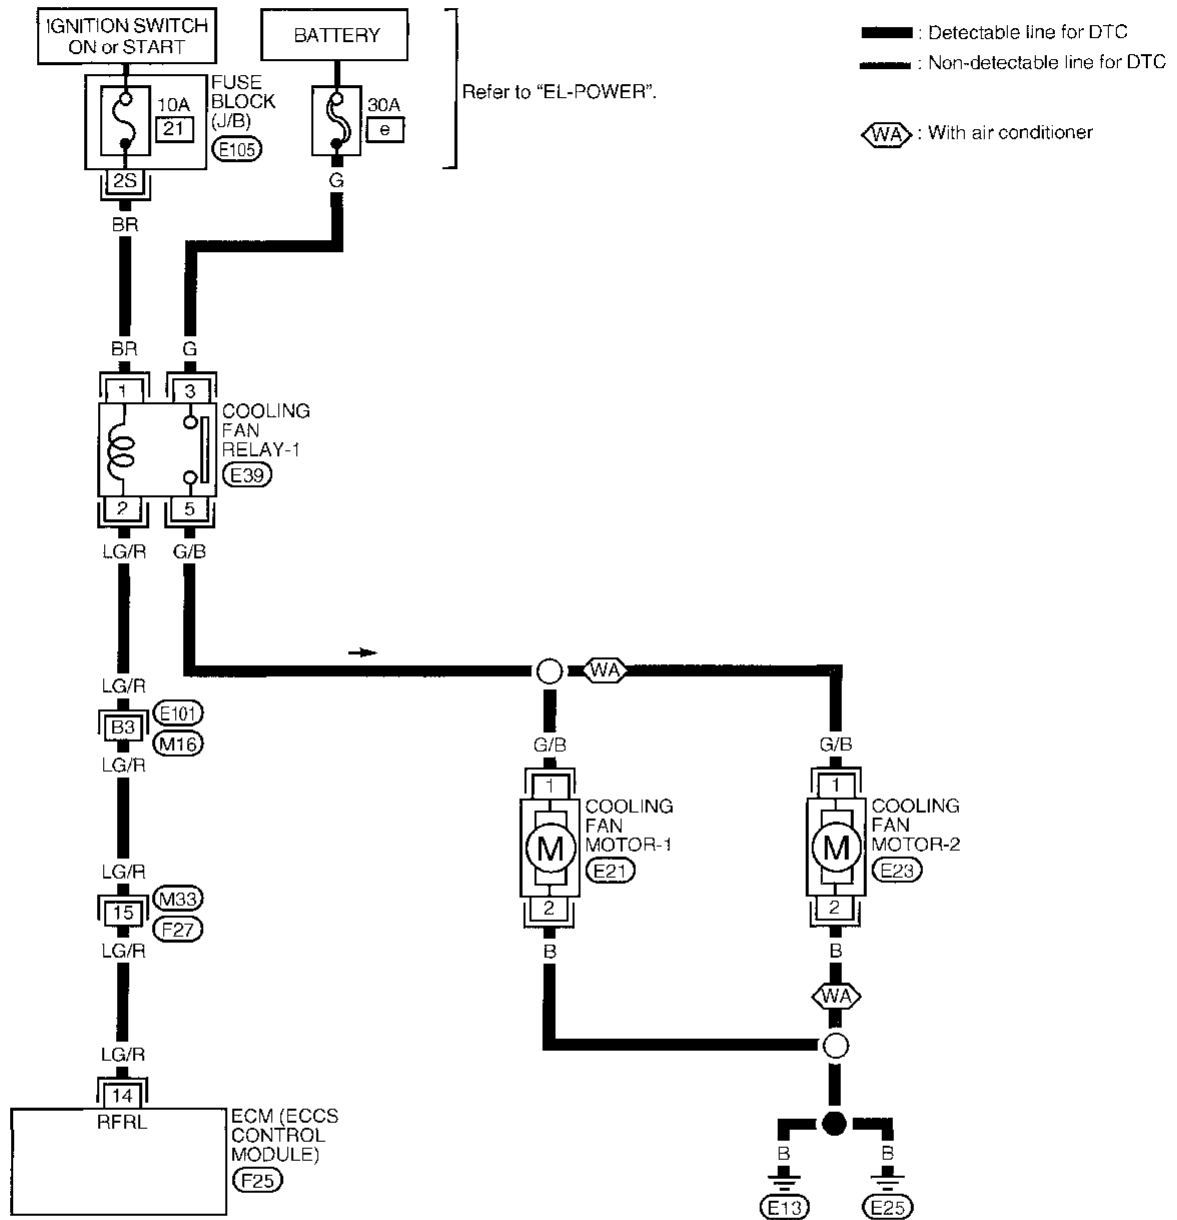 IGNITION SWITCH
ON or START
BATTERY
FUSE
BLOCK
(J/B)
E105
10A
21
30A
e
Refer to "EL-POWER".
: Detectable line for DTC
: Non-detectable line for DTC
WA : With air conditioner
2S
G
BR
BR
G
1
3
COOLING
FAN
RELAY-1
E39
2
5
LG/R
G/B
WA
LG/R
E101
B3
M16
LG/R
G/B
G/B
1
1
COOLING
FAN
MOTOR-1
E21
M
COOLING
FAN
MOTOR-2
E23
M
2
2
LG/R
M33
15
F27
LG/R
B
B
WA
LG/R
14
RFRL
ECM (ECCS
CONTROL
MODULE)
F25
B
B
E13
E25